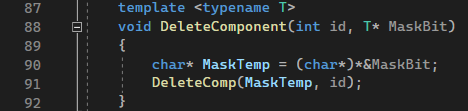 87 template <typename T>
88 void DeleteComponent(int id, T* MaskBit)
89 {
90 char* MaskTemp = (char*)*&MaskBit;
91 DeleteComp(MaskTemp, id);
92 }